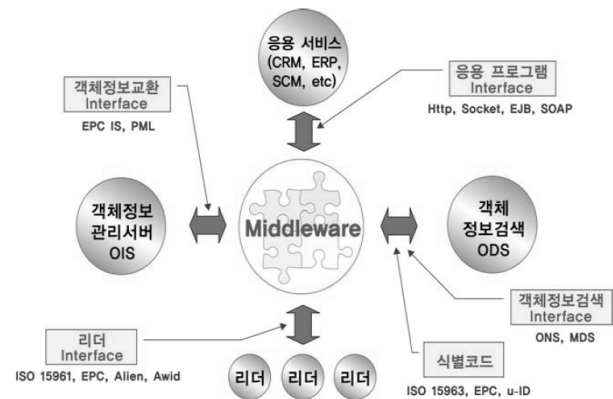 응용 서비스
(CRM, ERP,
SCM, etc)
객체정보교환
Interface
EPC IS, PML
응용 프로그램
Interface
Http, Socket, EJB, SOAP
객체정보
관리서버
OIS
Middleware
객체
정보검색
ODS
리더
Interface
ISO 15961, EPC, Alien, Awid
리더
리더
리더
식별코드
ISO 15963, EPC, u-ID
객체정보검색
Interface
ONS, MDS